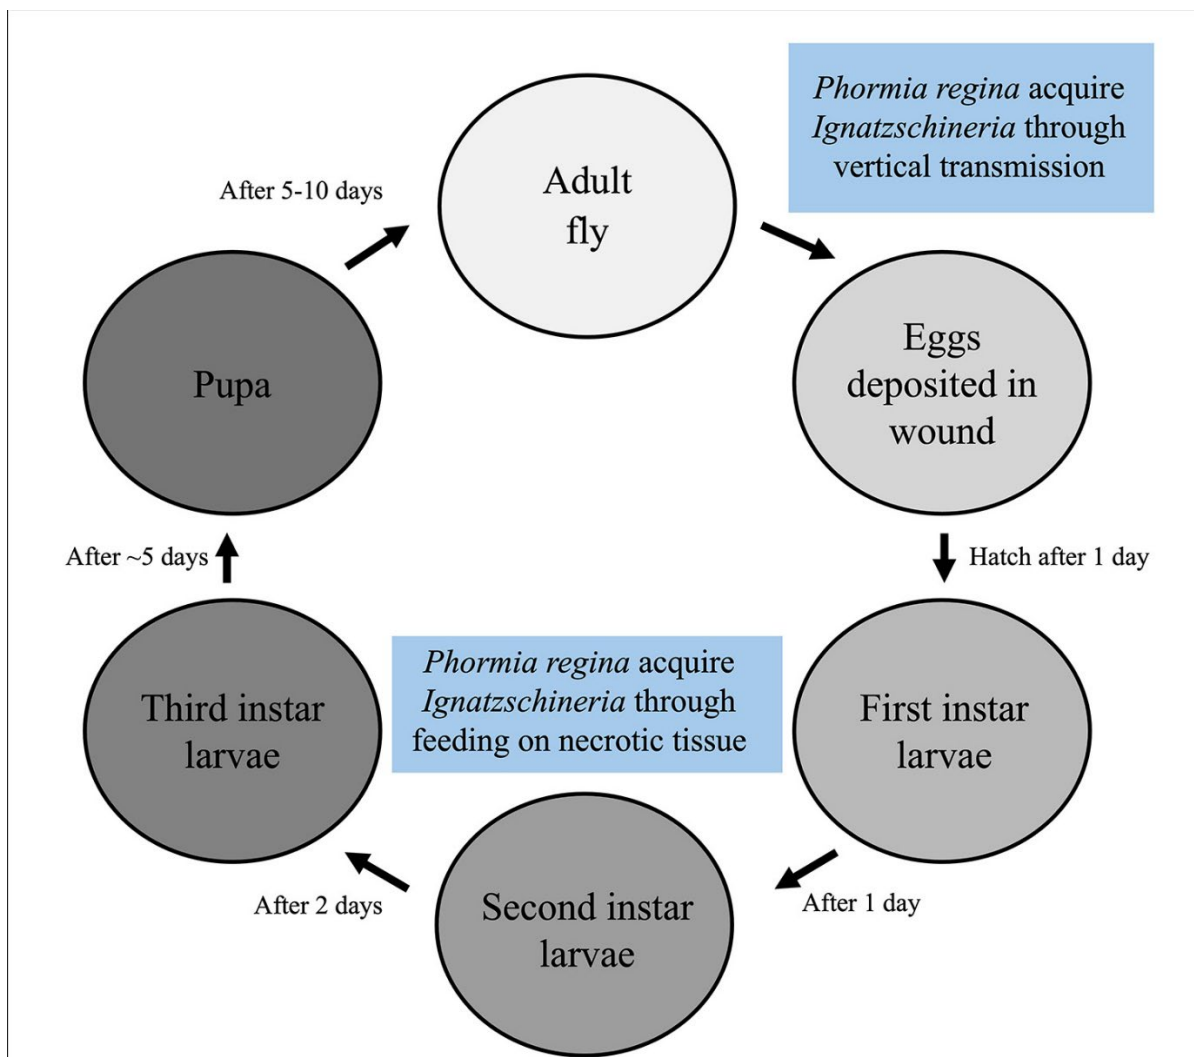 Phormia regina acquire
Ignatzschineria through
vertical transmission
Adult
fly
After 5-10 days
Eggs
deposited in
wound
Pupa
After ~5 days
Hatch after 1 day
Phormia regina acquire
Ignatzschineria through
feeding on necrotic tissue
Third instar
larvae
First instar
larvae
After 2 days
Second instar
larvae
After 1 day